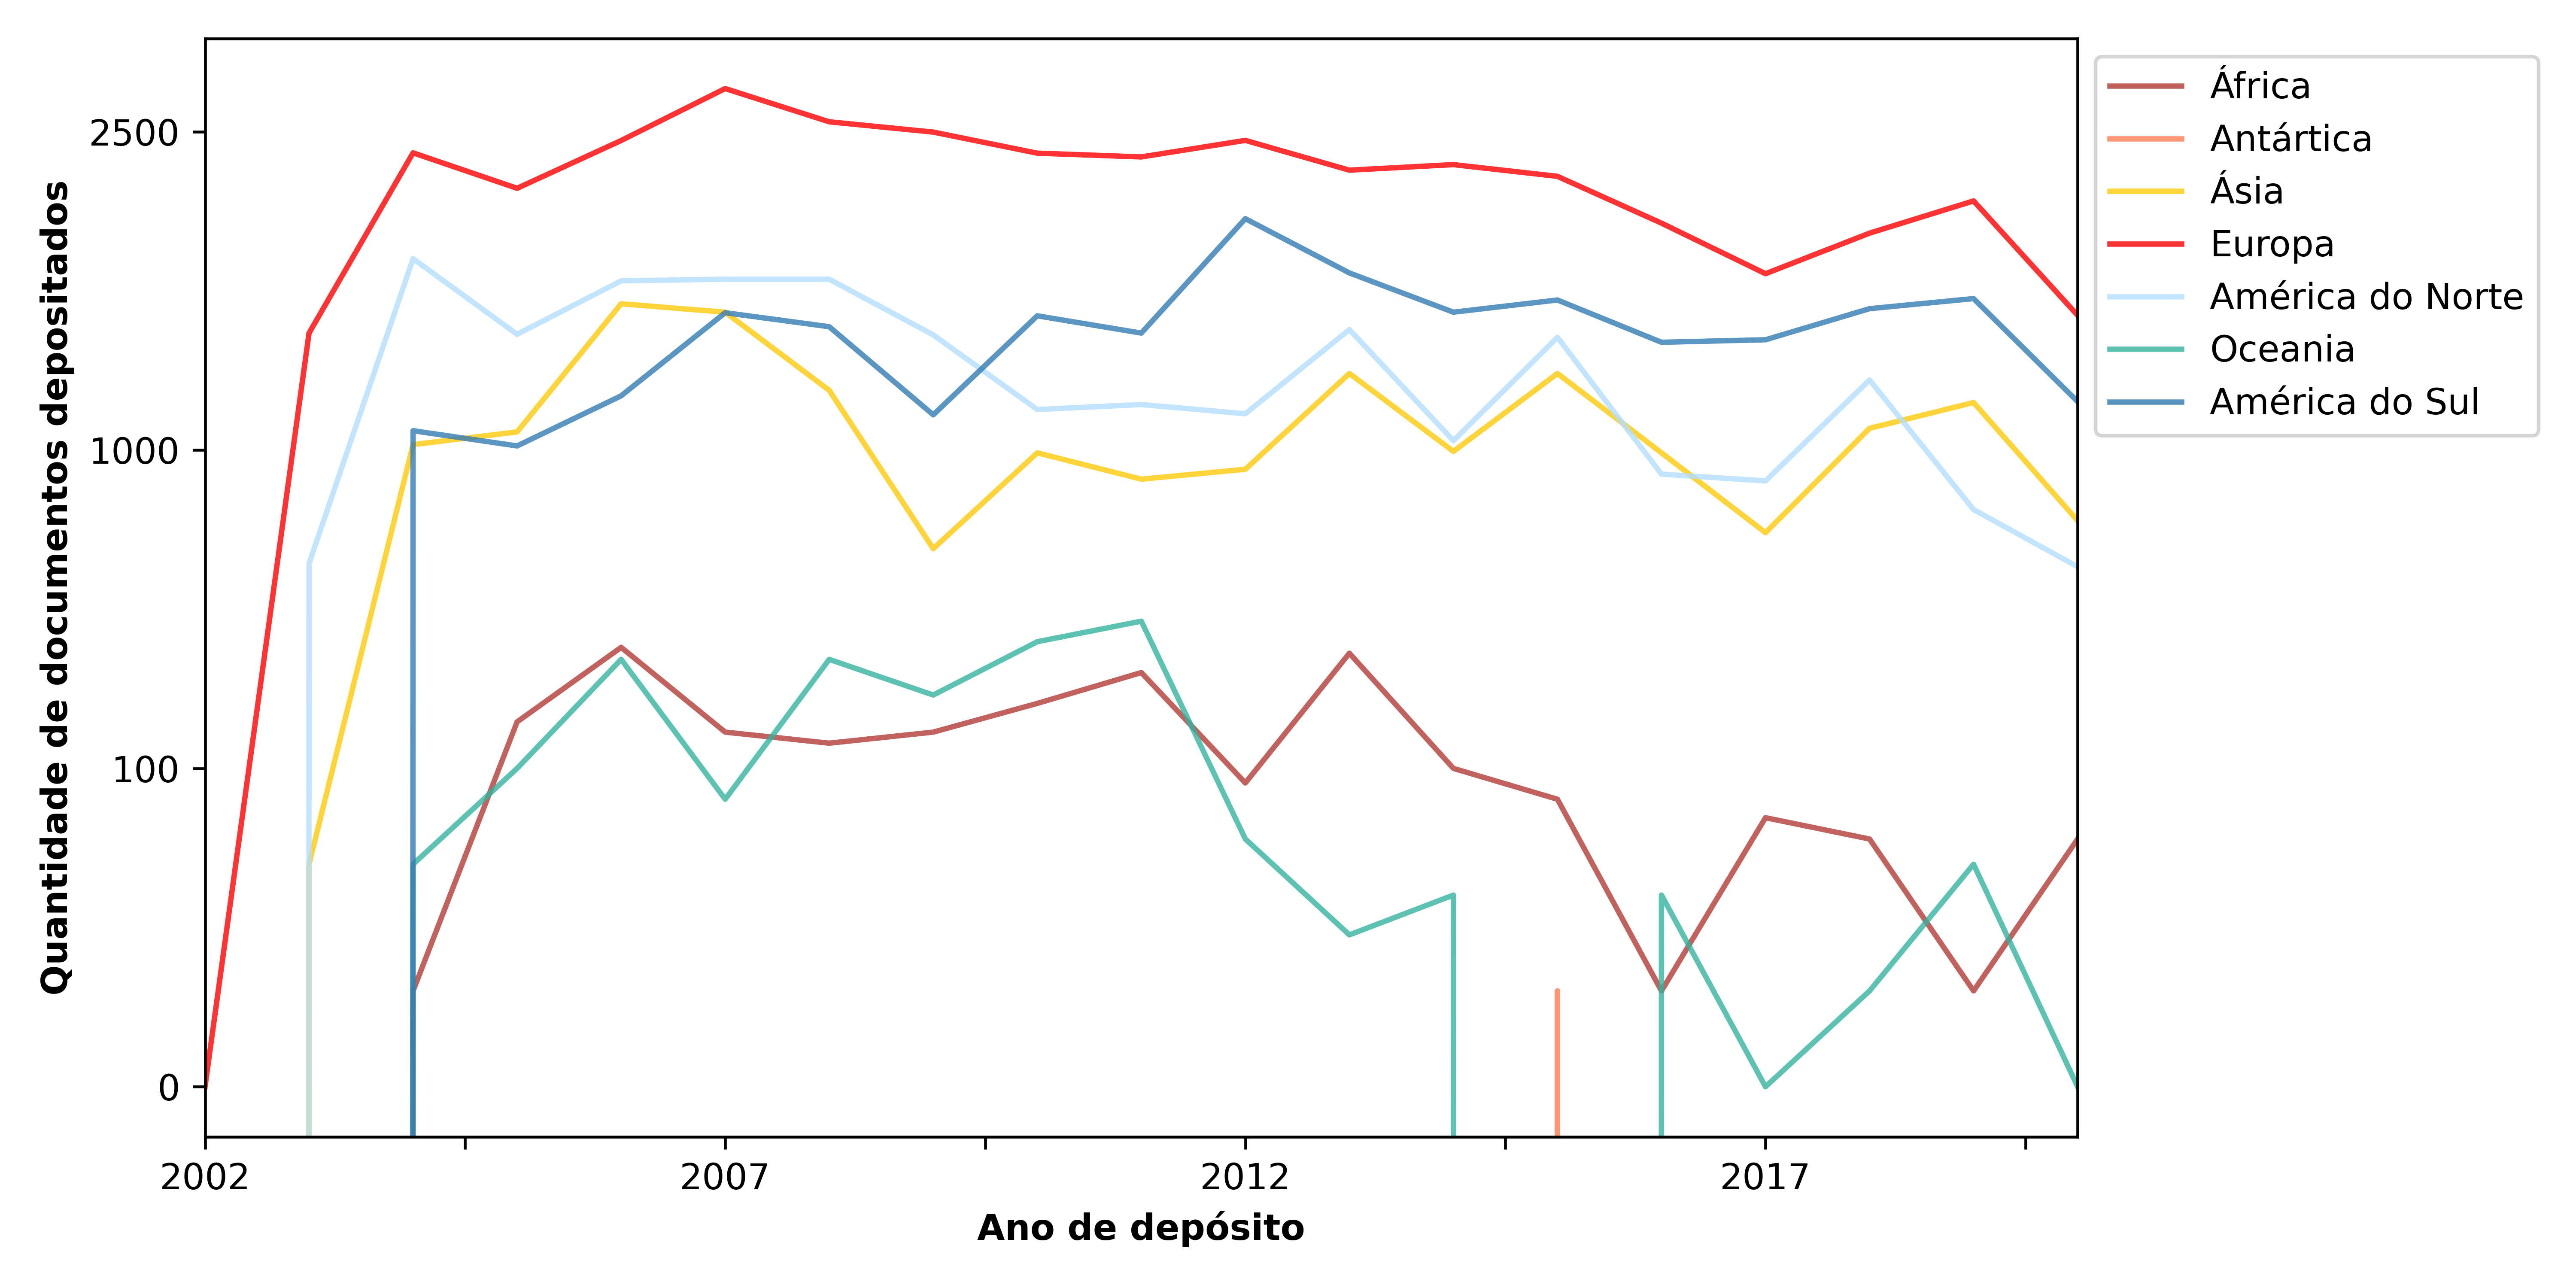 Quantidade de documentos depositados
2500
1000
100
0
2002
2007
2012
2017
Ano de depósito
África
Antártica
Ásia
Europa
América do Norte
Oceania
América do Sul